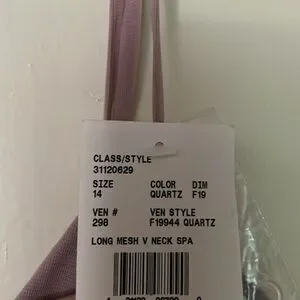 CLASS/STYLE
31120629
SIZE COLOR DIM
14 QUARTZ F19
VEN # VEN STYLE
298 F19944 QUARTZ
LONG MESH V NECK SPA